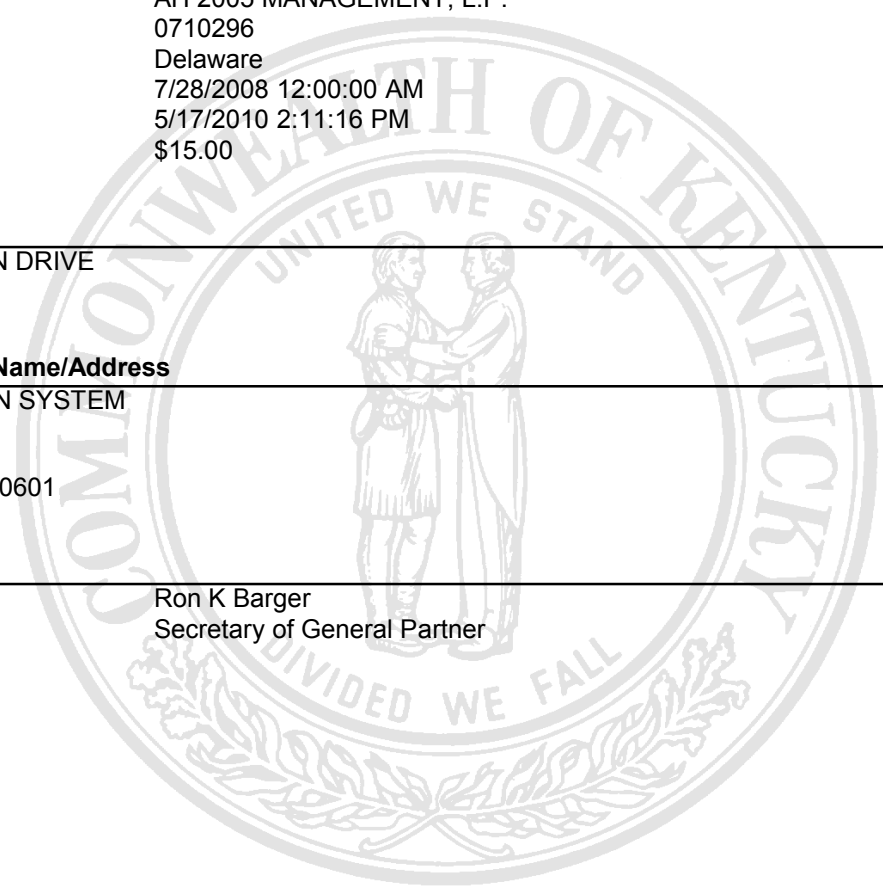 MANAGEMENT, L.P.
0710296
Delaware
7/28/2008 12:00:00 AM
5/17/2010 2:11:16 PM
$15.00
N DRIVE
Name/Address
N SYSTEM
0601
Ron K Barger
Secretary of General Partner
COMMONWEALTH OF KENTUCKY
UNITED WE STAND
DIVIDED WE FALL